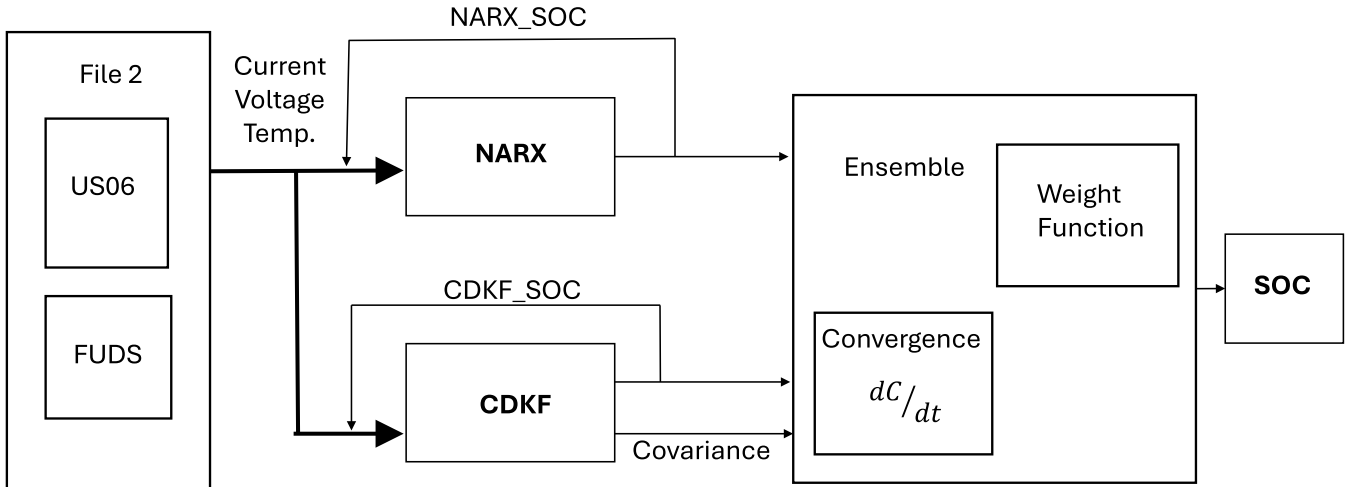 NARX_SOC
File 2
Current
Voltage
Temp.
US06
NARX
Ensemble
Weight
Function
CDKF_SOC
SOC
FUDS
Convergence
dC/dt
CDKF
Covariance